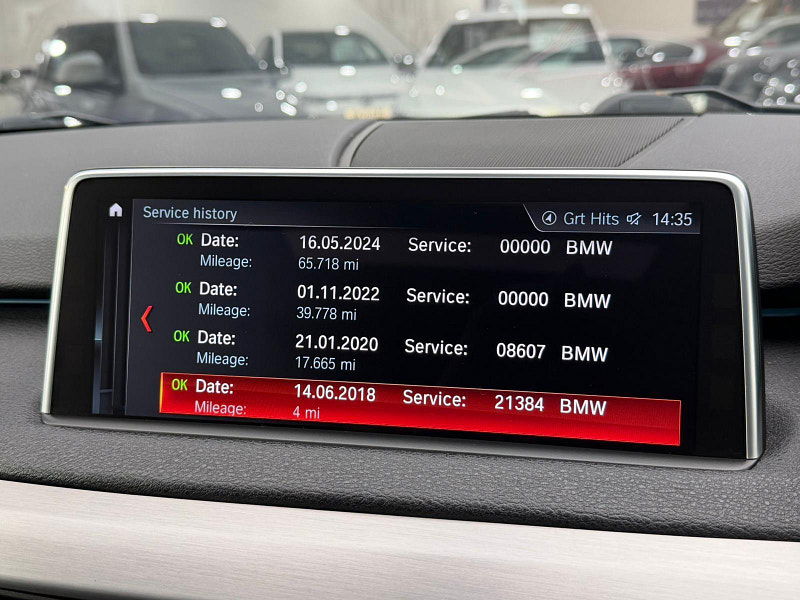 Service history Grt Hits 14:35
OK Date: 16.05.2024 Service: 00000 BMW
Mileage: 65.718 mi
OK Date: 01.11.2022 Service: 00000 BMW
Mileage: 39.778 mi
OK Date: 21.01.2020 Service: 08607 BMW
Mileage: 17.665 mi
OK Date: 14.06.2018 Service: 21384 BMW
Mileage: 4 mi